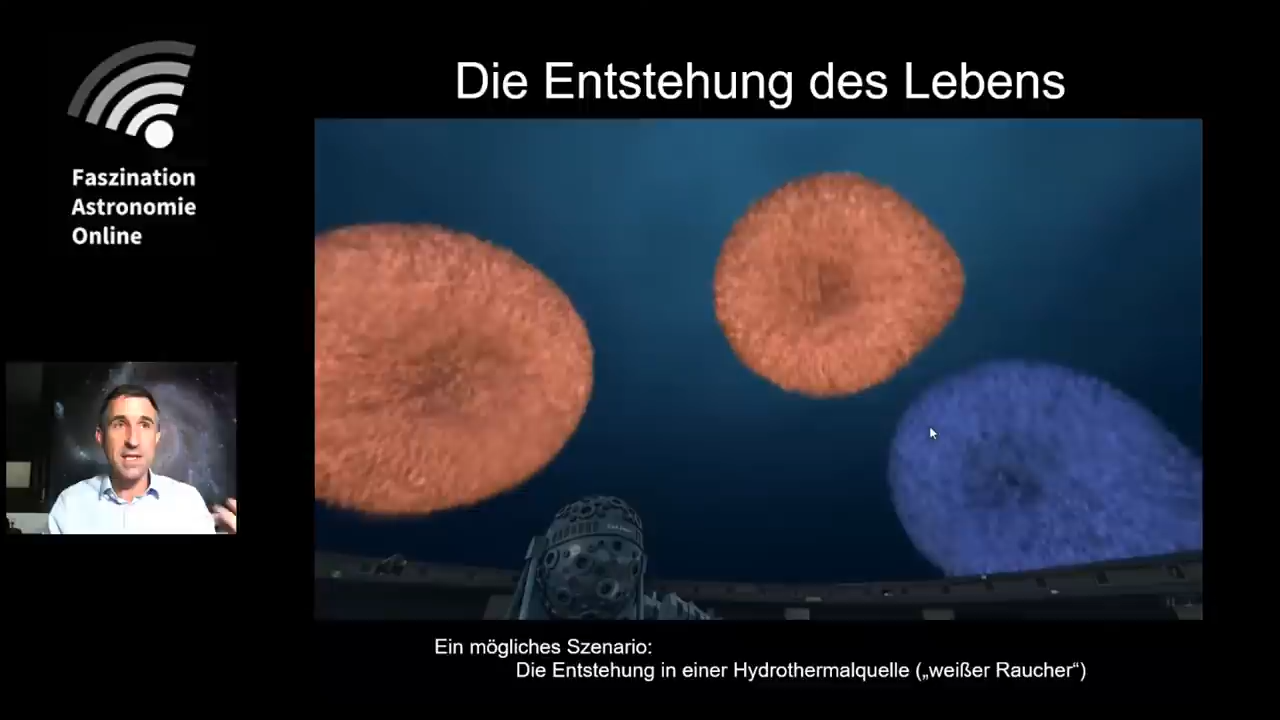 Die Entstehung des Lebens
Faszination
Astronomie
Online
Ein mögliches Szenario:
Die Entstehung in einer Hydrothermalquelle („weißer Raucher“)